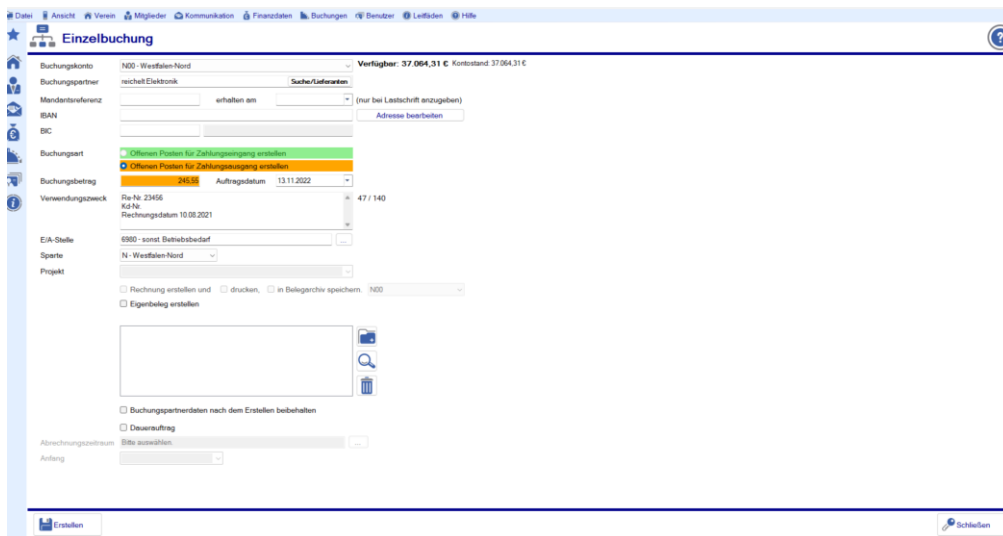 Datei Ansicht Verein Mitglieder Kommunikation Finanzdaten Buchungen Benutzer Leitfäden Hilfe
Einzelbuchung
Buchungskonto N00 - Westfalen-Nord Verfügbar: 37.064,31 € Kontostand: 37.064,31 €
Buchungspartner reichelt Elektronik Suche/Lieferanten
Mandantsreferenz erhalten am (nur bei Lastschrift anzugeben)
IBAN Adresse bearbeiten
BIC
Buchungsart Offenen Posten für Zahlungseingang erstellen
Offenen Posten für Zahlungsausgang erstellen
Buchungsbetrag 245,55 Auftragsdatum 13.11.2022
Verwendungszweck Re-Nr. 23456 47 / 140
Kd-Nr.
Rechnungsdatum 10.08.2021
E/A-Stelle 6980 - sonst. Betriebsbedarf ...
Sparte N - Westfalen-Nord
Projekt
Rechnung erstellen und drucken, in Belegarchiv speichern. N00
Eigenbeleg erstellen
Buchungspartnerdaten nach dem Erstellen beibehalten
Dauerauftrag
Abrechnungszeitraum Bitte auswählen ...
Anfang
Erstellen Schließen